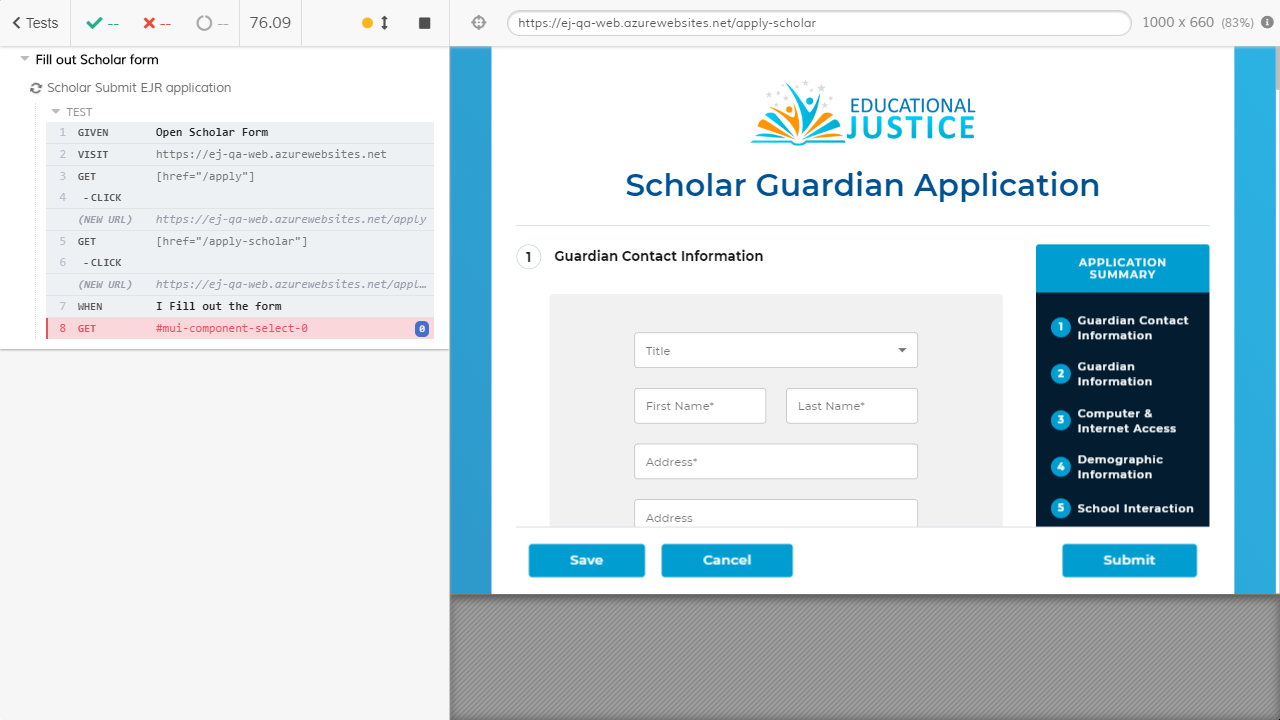 Tests -- -- -- 76.09
https://ej-qa-web.azurewebsites.net/apply-scholar 1000 x 660 (83%)
Fill out Scholar form
Scholar Submit EJR application
TEST
1 GIVEN Open Scholar Form
2 VISIT https://ej-qa-web.azurewebsites.net
3 GET [href="/apply"]
4 -CLICK
(NEW URL) https://ej-qa-web.azurewebsites.net/apply
5 GET [href="/apply-scholar"]
6 -CLICK
(NEW URL) https://ej-qa-web.azurewebsites.net/appl…
7 WHEN I Fill out the form
8 GET #mui-component-select-0 0
EDUCATIONAL
JUSTICE
Scholar Guardian Application
1 Guardian Contact Information
Title
First Name* Last Name*
Address*
Address
APPLICATION
SUMMARY
1 Guardian Contact
Information
2 Guardian
Information
3 Computer &
Internet Access
4 Demographic
Information
5 School Interaction
Save Cancel Submit